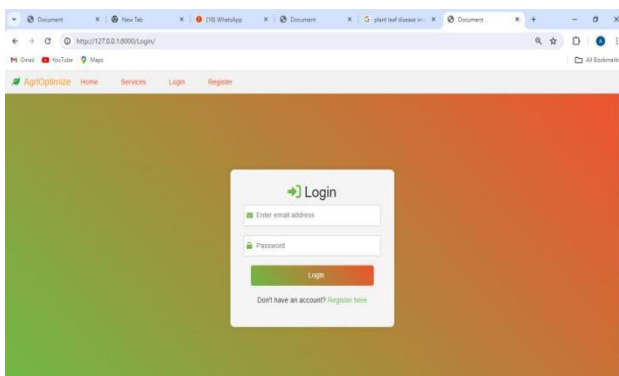 Document
New Tab
(18) WhatsApp
Document
plant leaf disease in
Document
http://127.0.0.1:8000/Login/
Gmail YouTube Maps All Bookmarks
AgriOptimize Home Services Login Register
Login
Enter email address
Password
Login
Don't have an account? Register here